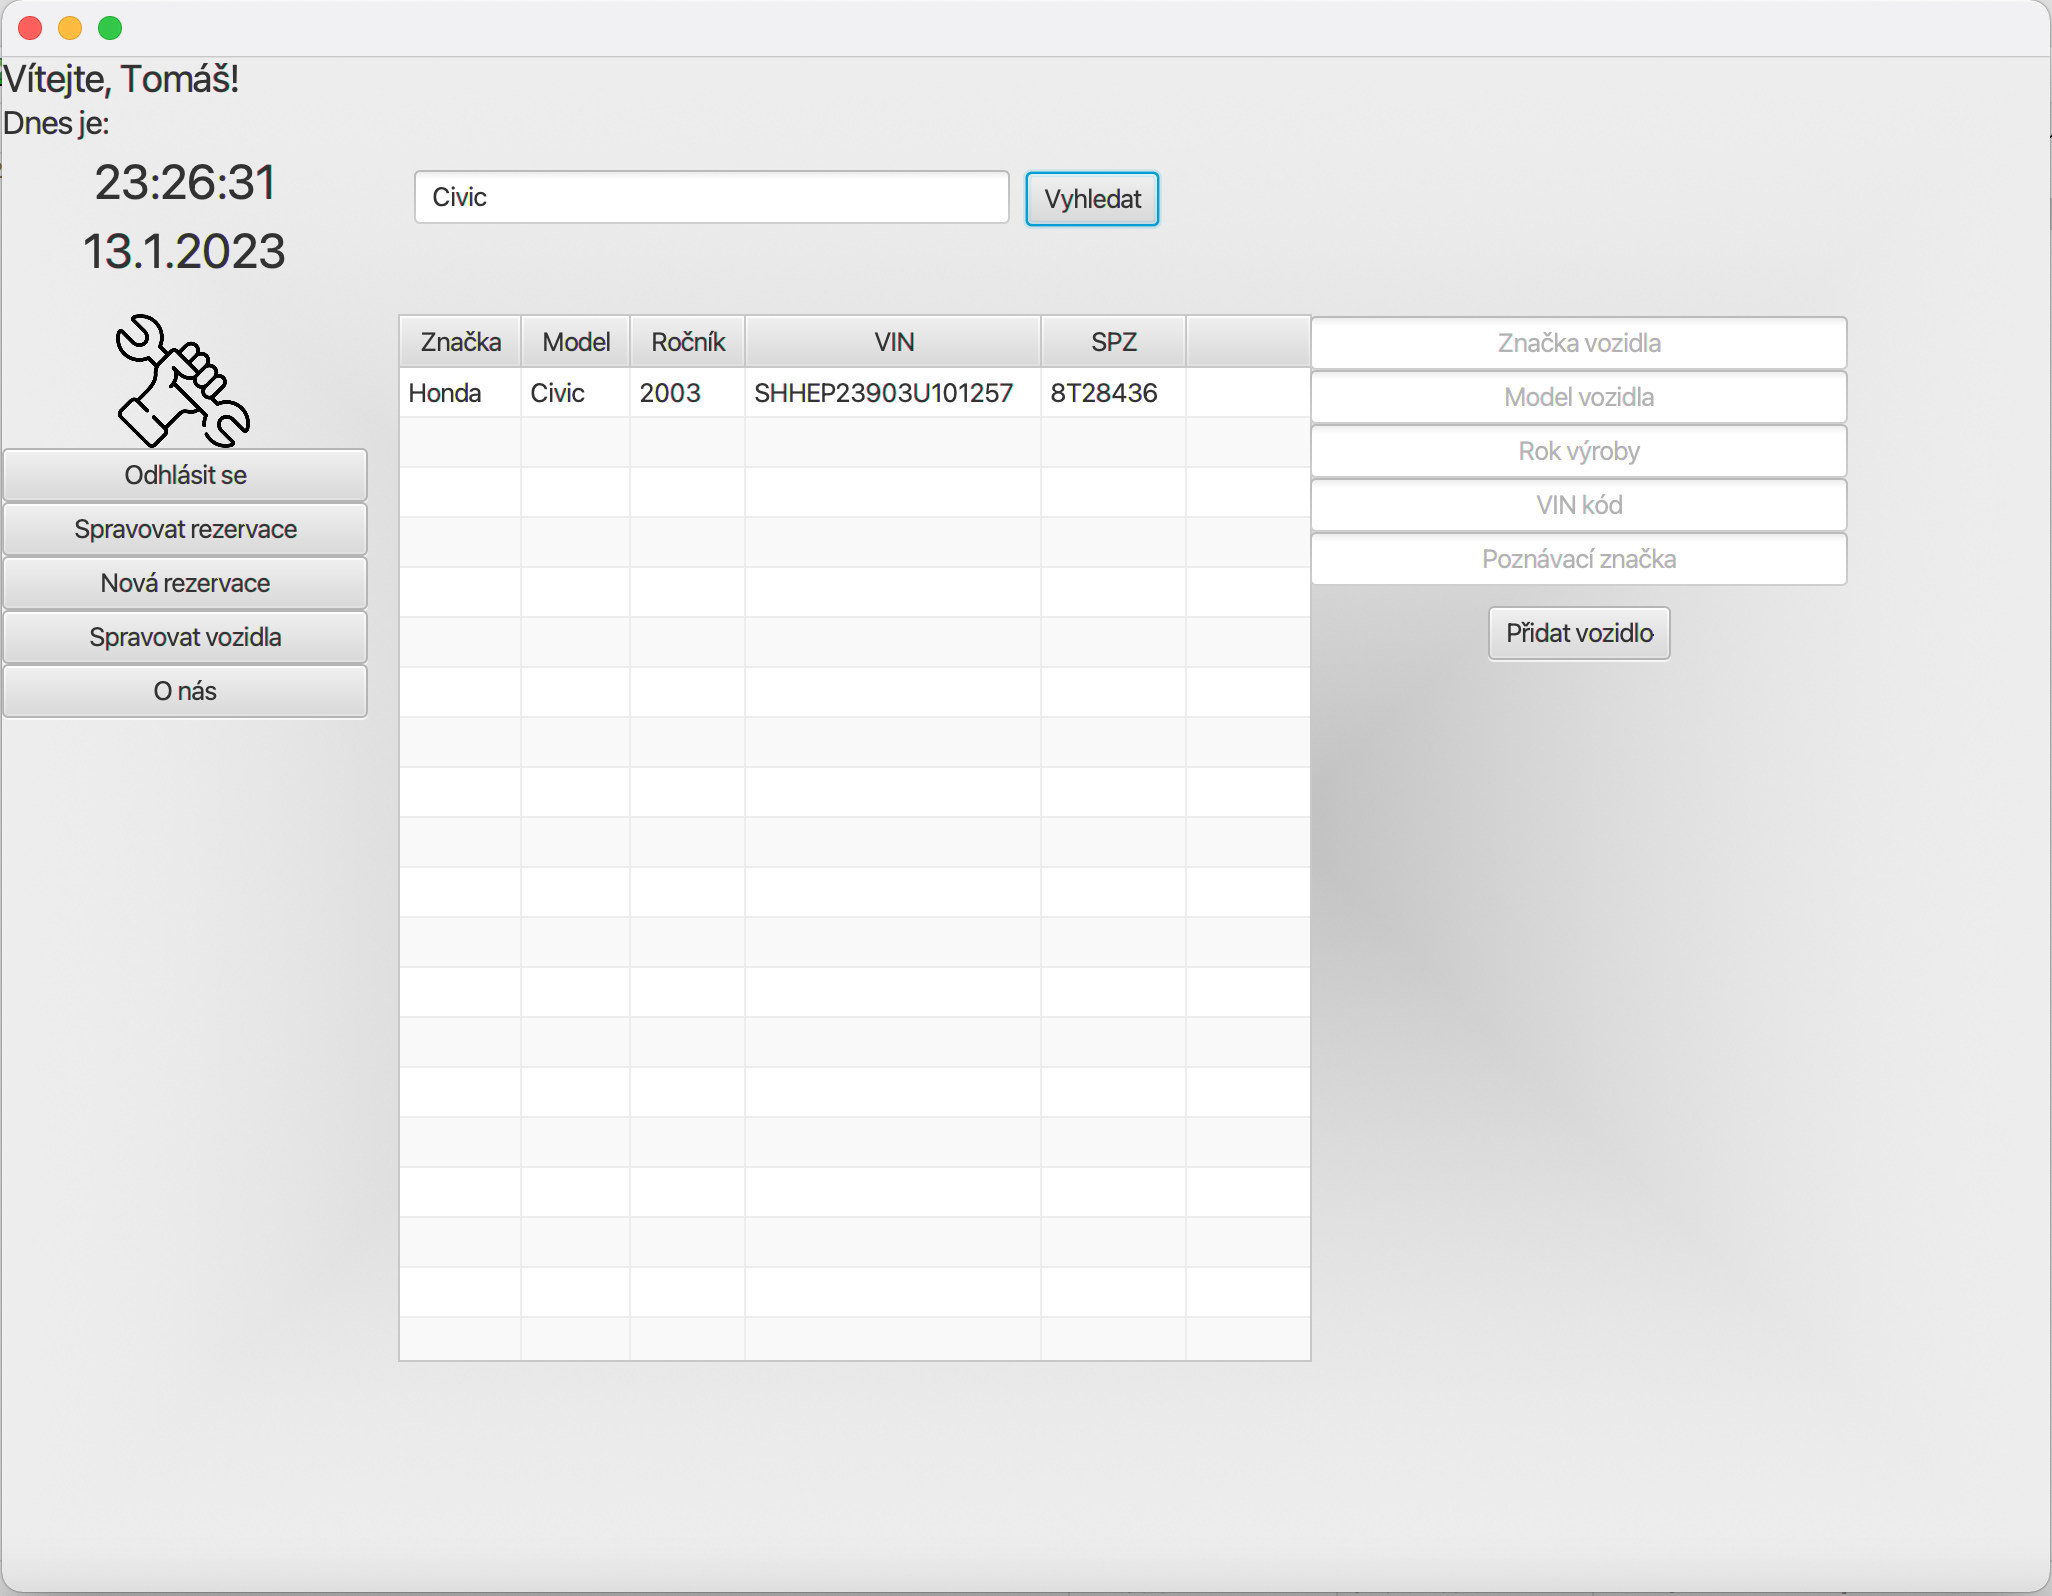 Vítejte, Tomáš!
Dnes je:
23:26:31
13.1.2023
Odhlásit se
Spravovat rezervace
Nová rezervace
Spravovat vozidla
O nás
Civic
Vyhledat
Značka Model Ročník VIN SPZ
Honda Civic 2003 SHHEP23903U101257 8T28436
Značka vozidla
Model vozidla
Rok výroby
VIN kód
Poznávací značka
Přidat vozidlo